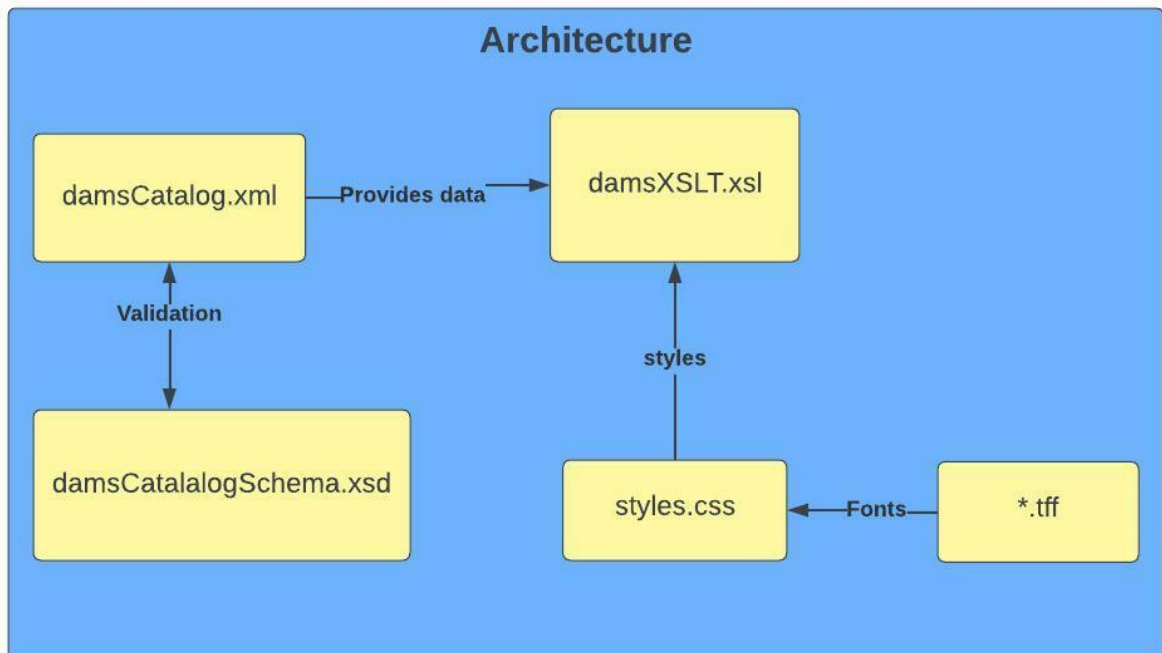 Architecture
damsCatalog.xml
Provides data
damsXSLT.xsl
Validation
styles
damsCatalalogSchema.xsd
styles.css
Fonts
*.tff